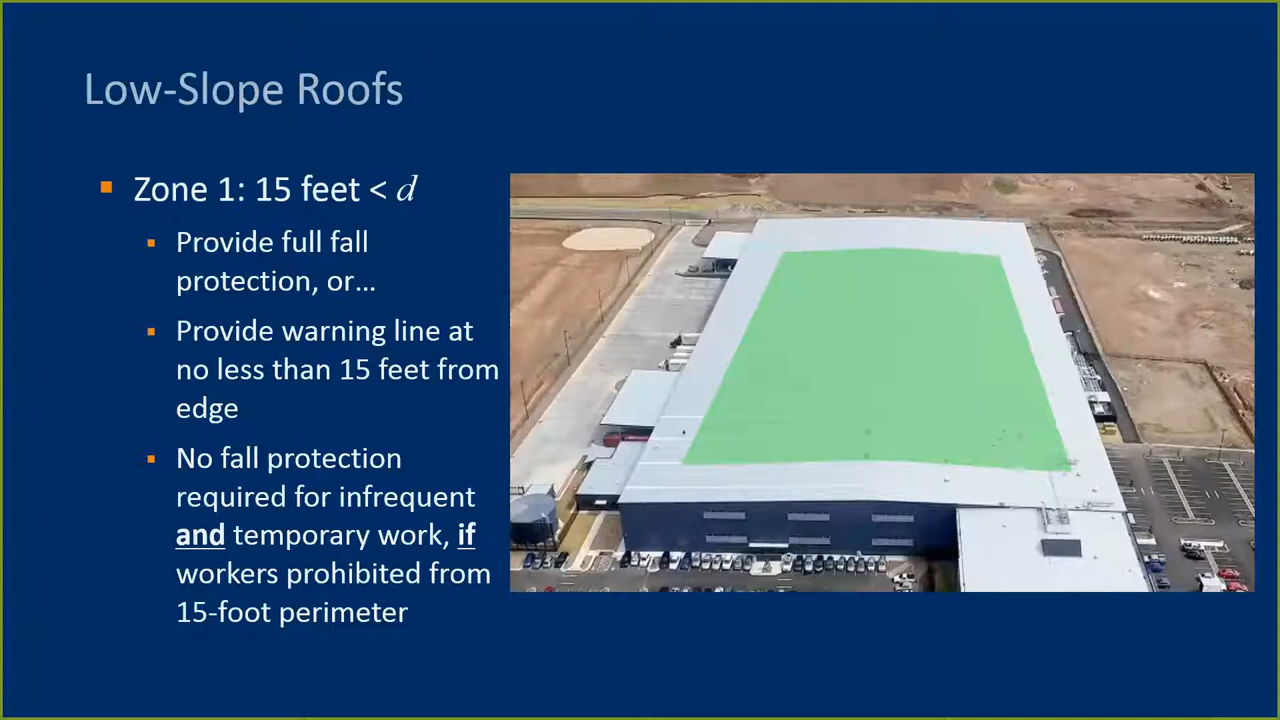 Low-Slope Roofs
Zone 1: 15 feet < d
Provide full fall
protection, or…
Provide warning line at
no less than 15 feet from
edge
No fall protection
required for infrequent
and temporary work, if
workers prohibited from
15-foot perimeter